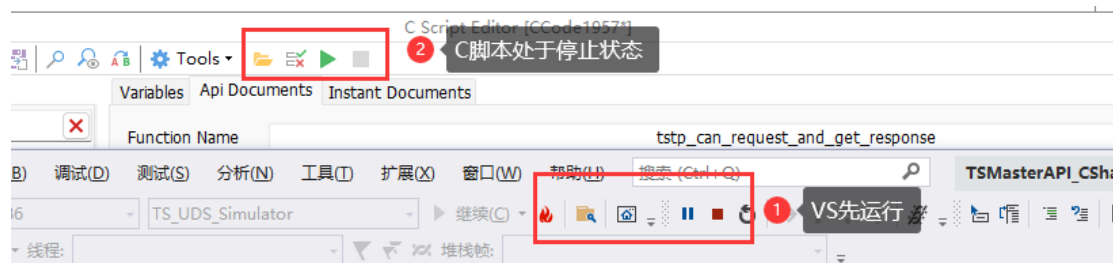 C Script Editor [CCode1957*]
Tools
2 C脚本处于停止状态
Variables Api Documents Instant Documents
Function Name tstp_can_request_and_get_response
B) 调试(D) 测试(S) 分析(N) 工具(T) 扩展(X) 窗口(W) 帮助(H) 搜索 (Ctrl+Q) TSMasterAPI_CSha
86 TS_UDS_Simulator 继续(C) 1 VS先运行
线程: 堆栈帧: